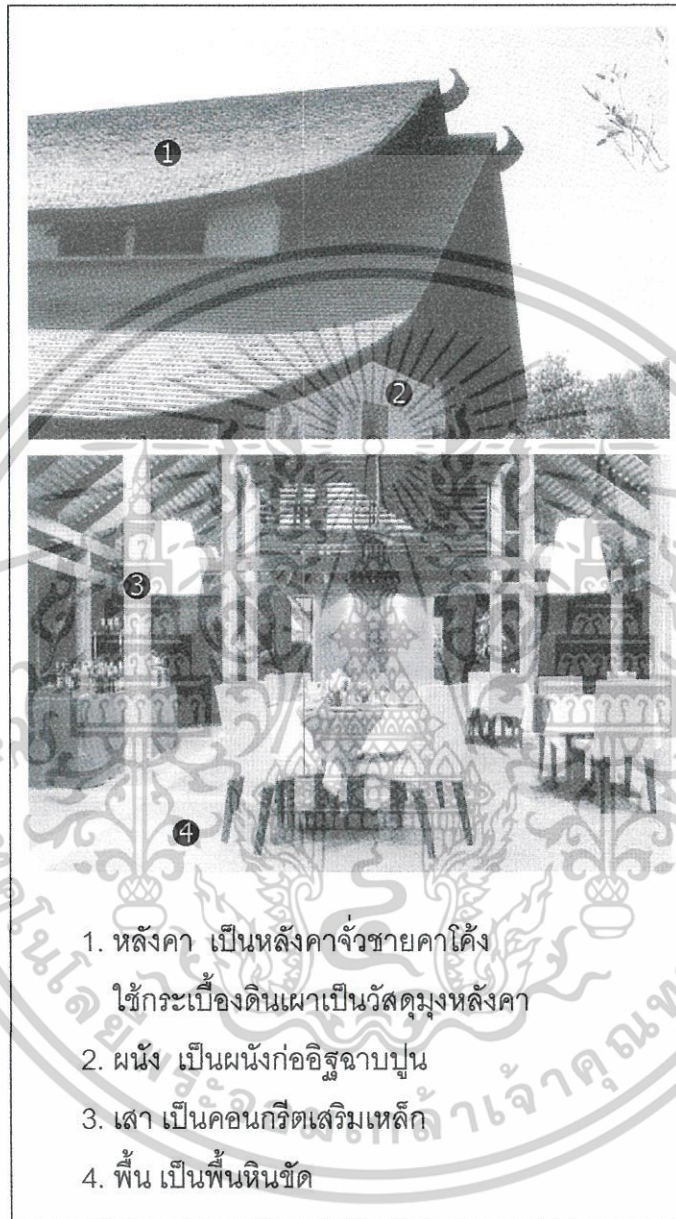 1
2
3
4
1. หลังคา เป็นหลังคาจั่วชายคาโค้ง
ใช้กระเบื้องดินเผาเป็นวัสดุมุงหลังคา
2. ผนัง เป็นผนังก่ออิฐฉาบปูน
3. เสา เป็นคอนกรีตเสริมเหล็ก
4. พื้น เป็นพื้นหินขัด